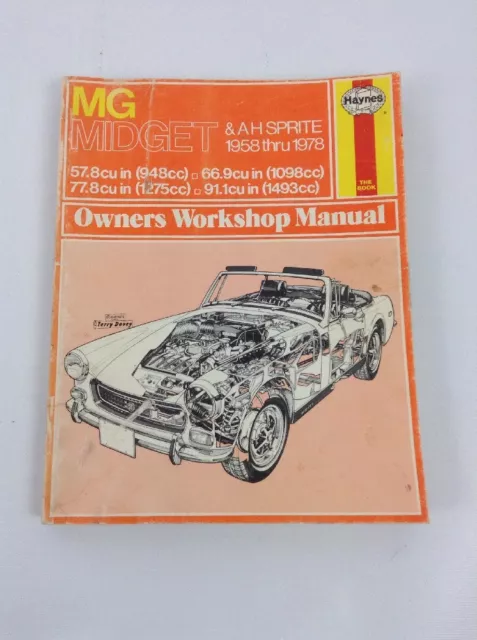 MG
MIDGET & AH SPRITE
1958 thru 1978
57.8cu in (948cc) □ 66.9cu in (1098cc)
77.8cu in (1275cc) □ 91.1cu in (1493cc)
Haynes
THE BOOK
Owners Workshop Manual
Terry Davey